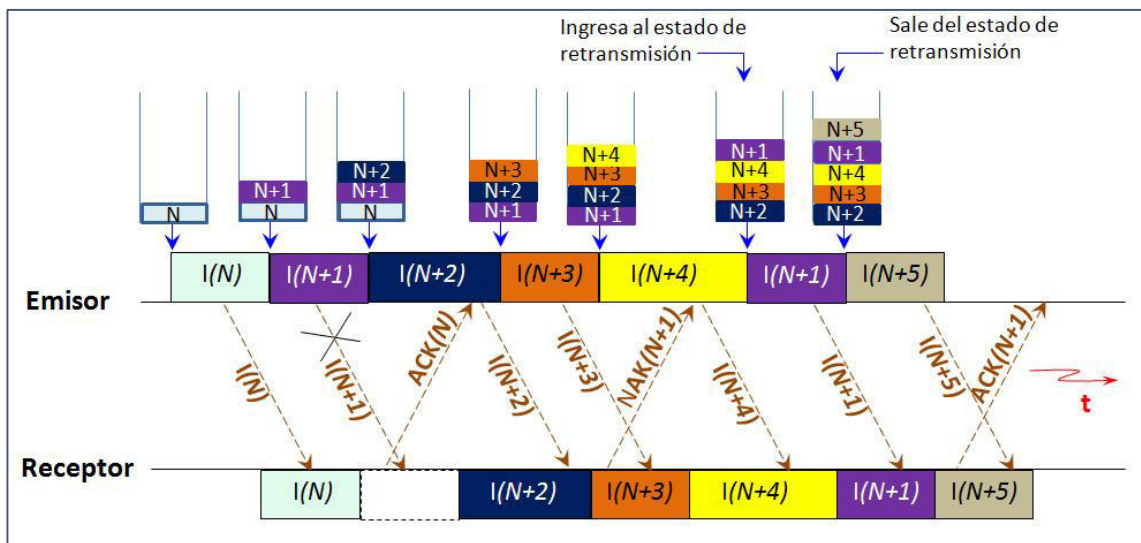 Ingresa al estado de
retransmisión
Sale del estado de
retransmisión
N
N+1
N
N+2
N+1
N
N+3
N+2
N+1
N+4
N+3
N+2
N+1
N+1
N+4
N+3
N+2
N+5
N+1
N+4
N+3
N+2
I(N)
I(N+1)
I(N+2)
I(N+3)
I(N+4)
I(N+1)
I(N+5)
Emisor
I(N)
I(N+1)
ACK(N)
I(N+2)
I(N+3)
NAK(N+1)
I(N+4)
I(N+1)
I(N+5)
ACK(N+1)
t
Receptor
I(N)
I(N+2)
I(N+3)
I(N+4)
I(N+1)
I(N+5)